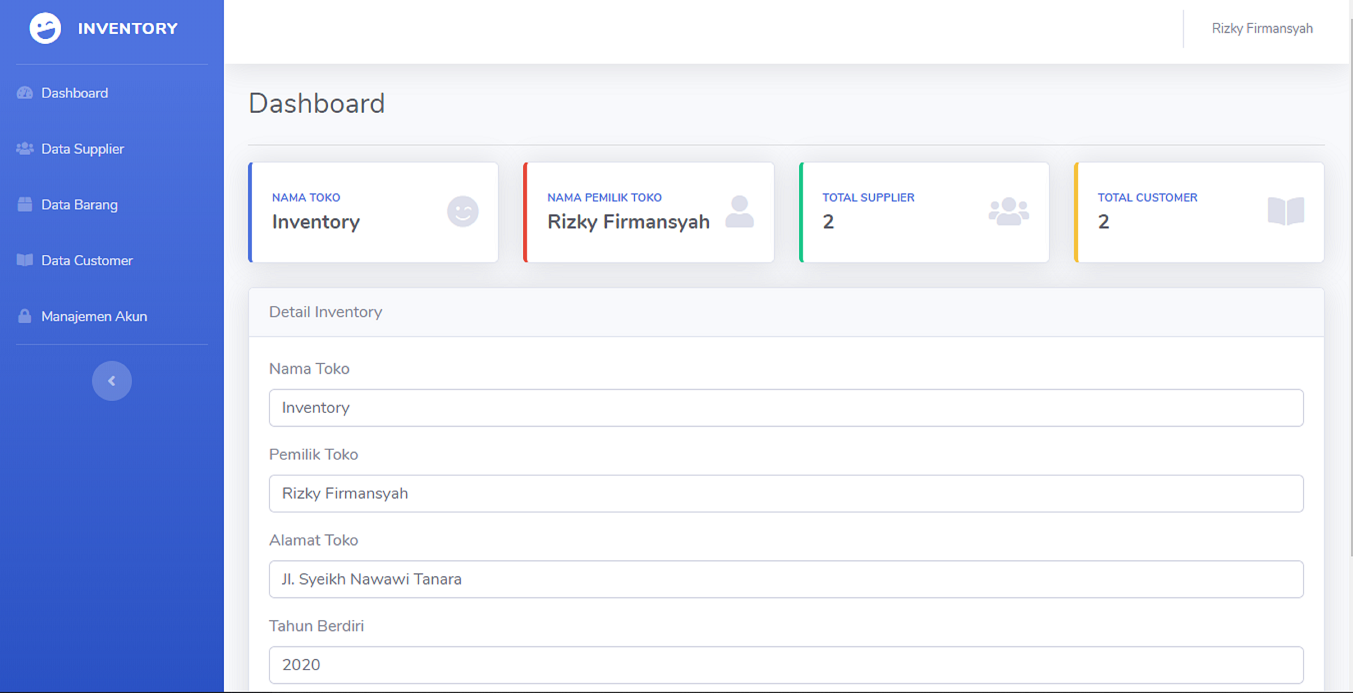 INVENTORY
Rizky Firmansyah
Dashboard
Data Supplier
Data Barang
Data Customer
Manajemen Akun
Dashboard
NAMA TOKO
Inventory
NAMA PEMILIK TOKO
Rizky Firmansyah
TOTAL SUPPLIER
2
TOTAL CUSTOMER
2
Detail Inventory
Nama Toko
Inventory
Pemilik Toko
Rizky Firmansyah
Alamat Toko
Jl. Syeikh Nawawi Tanara
Tahun Berdiri
2020